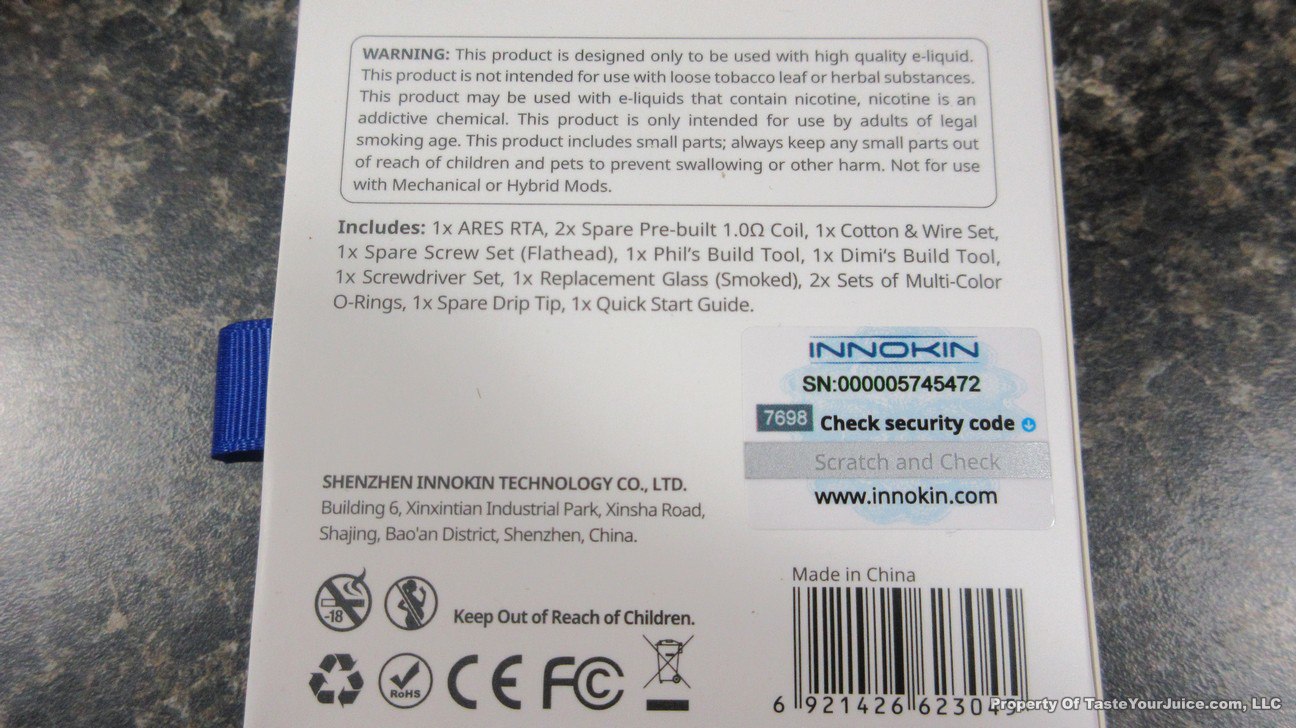 WARNING: This product is designed only to be used with high quality e-liquid.
This product is not intended for use with loose tobacco leaf or herbal substances.
This product may be used with e-liquids that contain nicotine, nicotine is an
addictive chemical. This product is only intended for use by adults of legal
smoking age. This product includes small parts; always keep any small parts out
of reach of children and pets to prevent swallowing or other harm. Not for use
with Mechanical or Hybrid Mods.
Includes: 1x ARES RTA, 2x Spare Pre-built 1.0Ω Coil, 1x Cotton & Wire Set,
1x Spare Screw Set (Flathead), 1x Phil's Build Tool, 1x Dimi's Build Tool,
1x Screwdriver Set, 1x Replacement Glass (Smoked), 2x Sets of Multi-Color
O-Rings, 1x Spare Drip Tip, 1x Quick Start Guide.
INNOKIN
SN:000005745472
7698 Check security code
Scratch and Check
www.innokin.com
SHENZHEN INNOKIN TECHNOLOGY CO., LTD.
Building 6, Xinxintian Industrial Park, Xinsha Road,
Shajing, Bao'an District, Shenzhen, China.
Made in China
-18
Keep Out of Reach of Children.
RoHS
CE FC
6 921426
Property Of TasteYourJuice.com, LLC